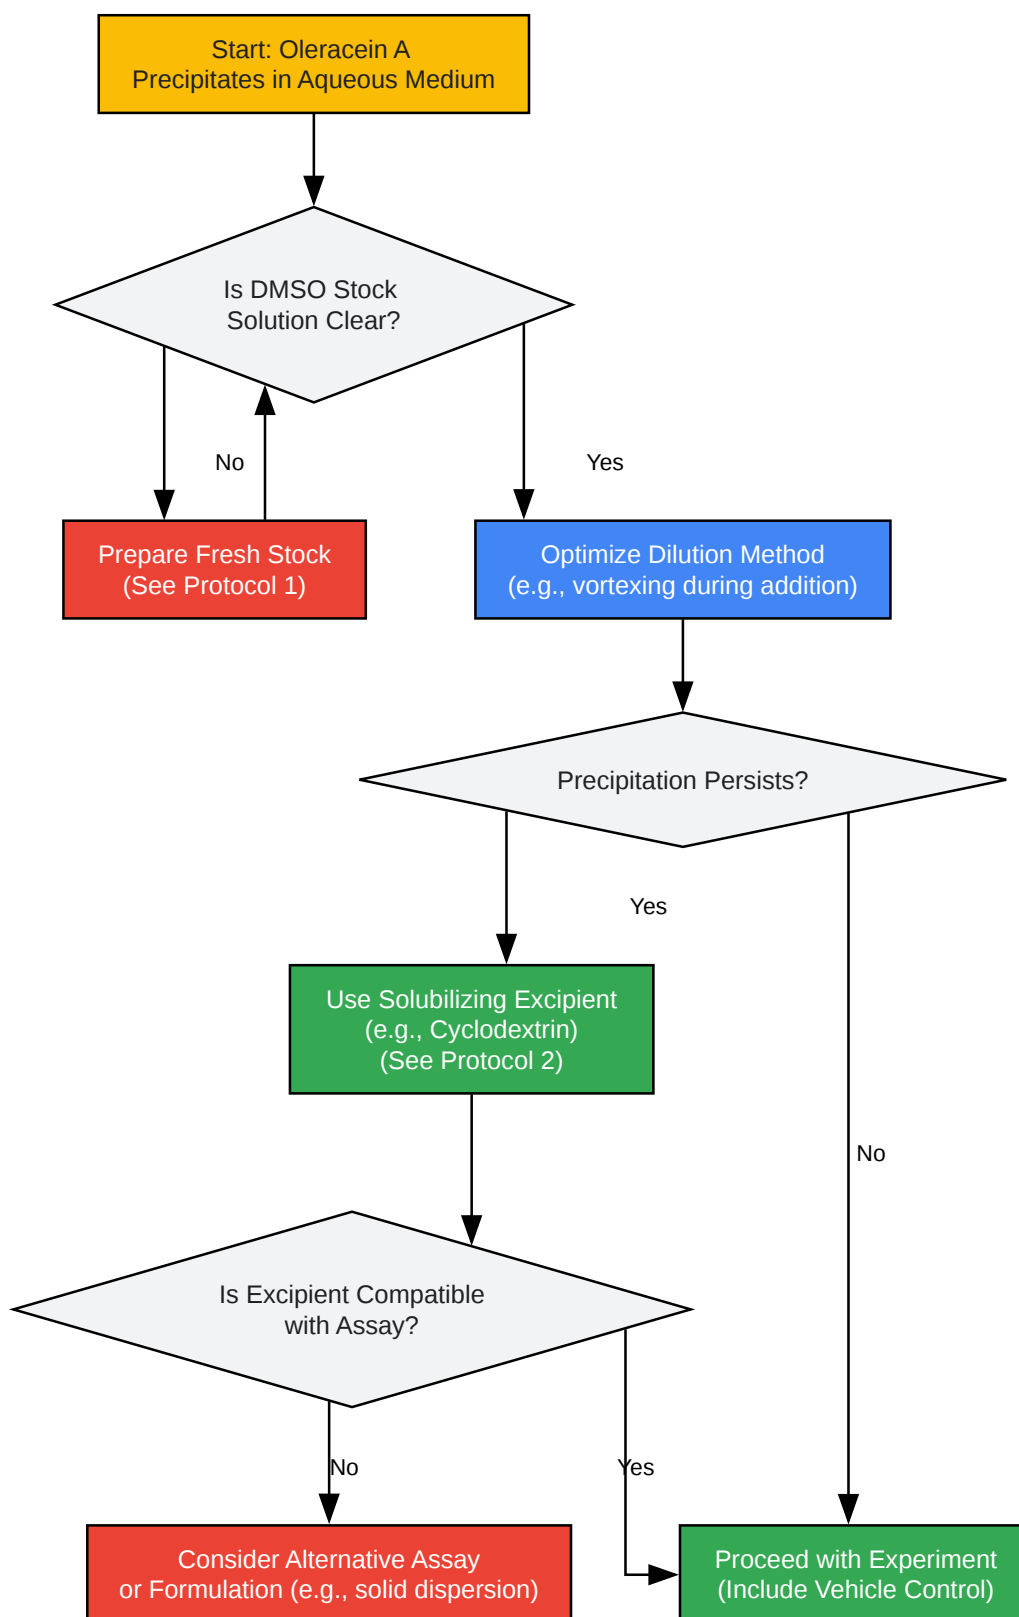 Start: Oleracein A
Precipitates in Aqueous Medium
Is DMSO Stock
Solution Clear?
No
Yes
Prepare Fresh Stock
(See Protocol 1)
Optimize Dilution Method
(e.g., vortexing during addition)
Precipitation Persists?
Yes
Use Solubilizing Excipient
(e.g., Cyclodextrin)
(See Protocol 2)
No
Is Excipient Compatible
with Assay?
No
Yes
Consider Alternative Assay
or Formulation (e.g., solid dispersion)
Proceed with Experiment
(Include Vehicle Control)